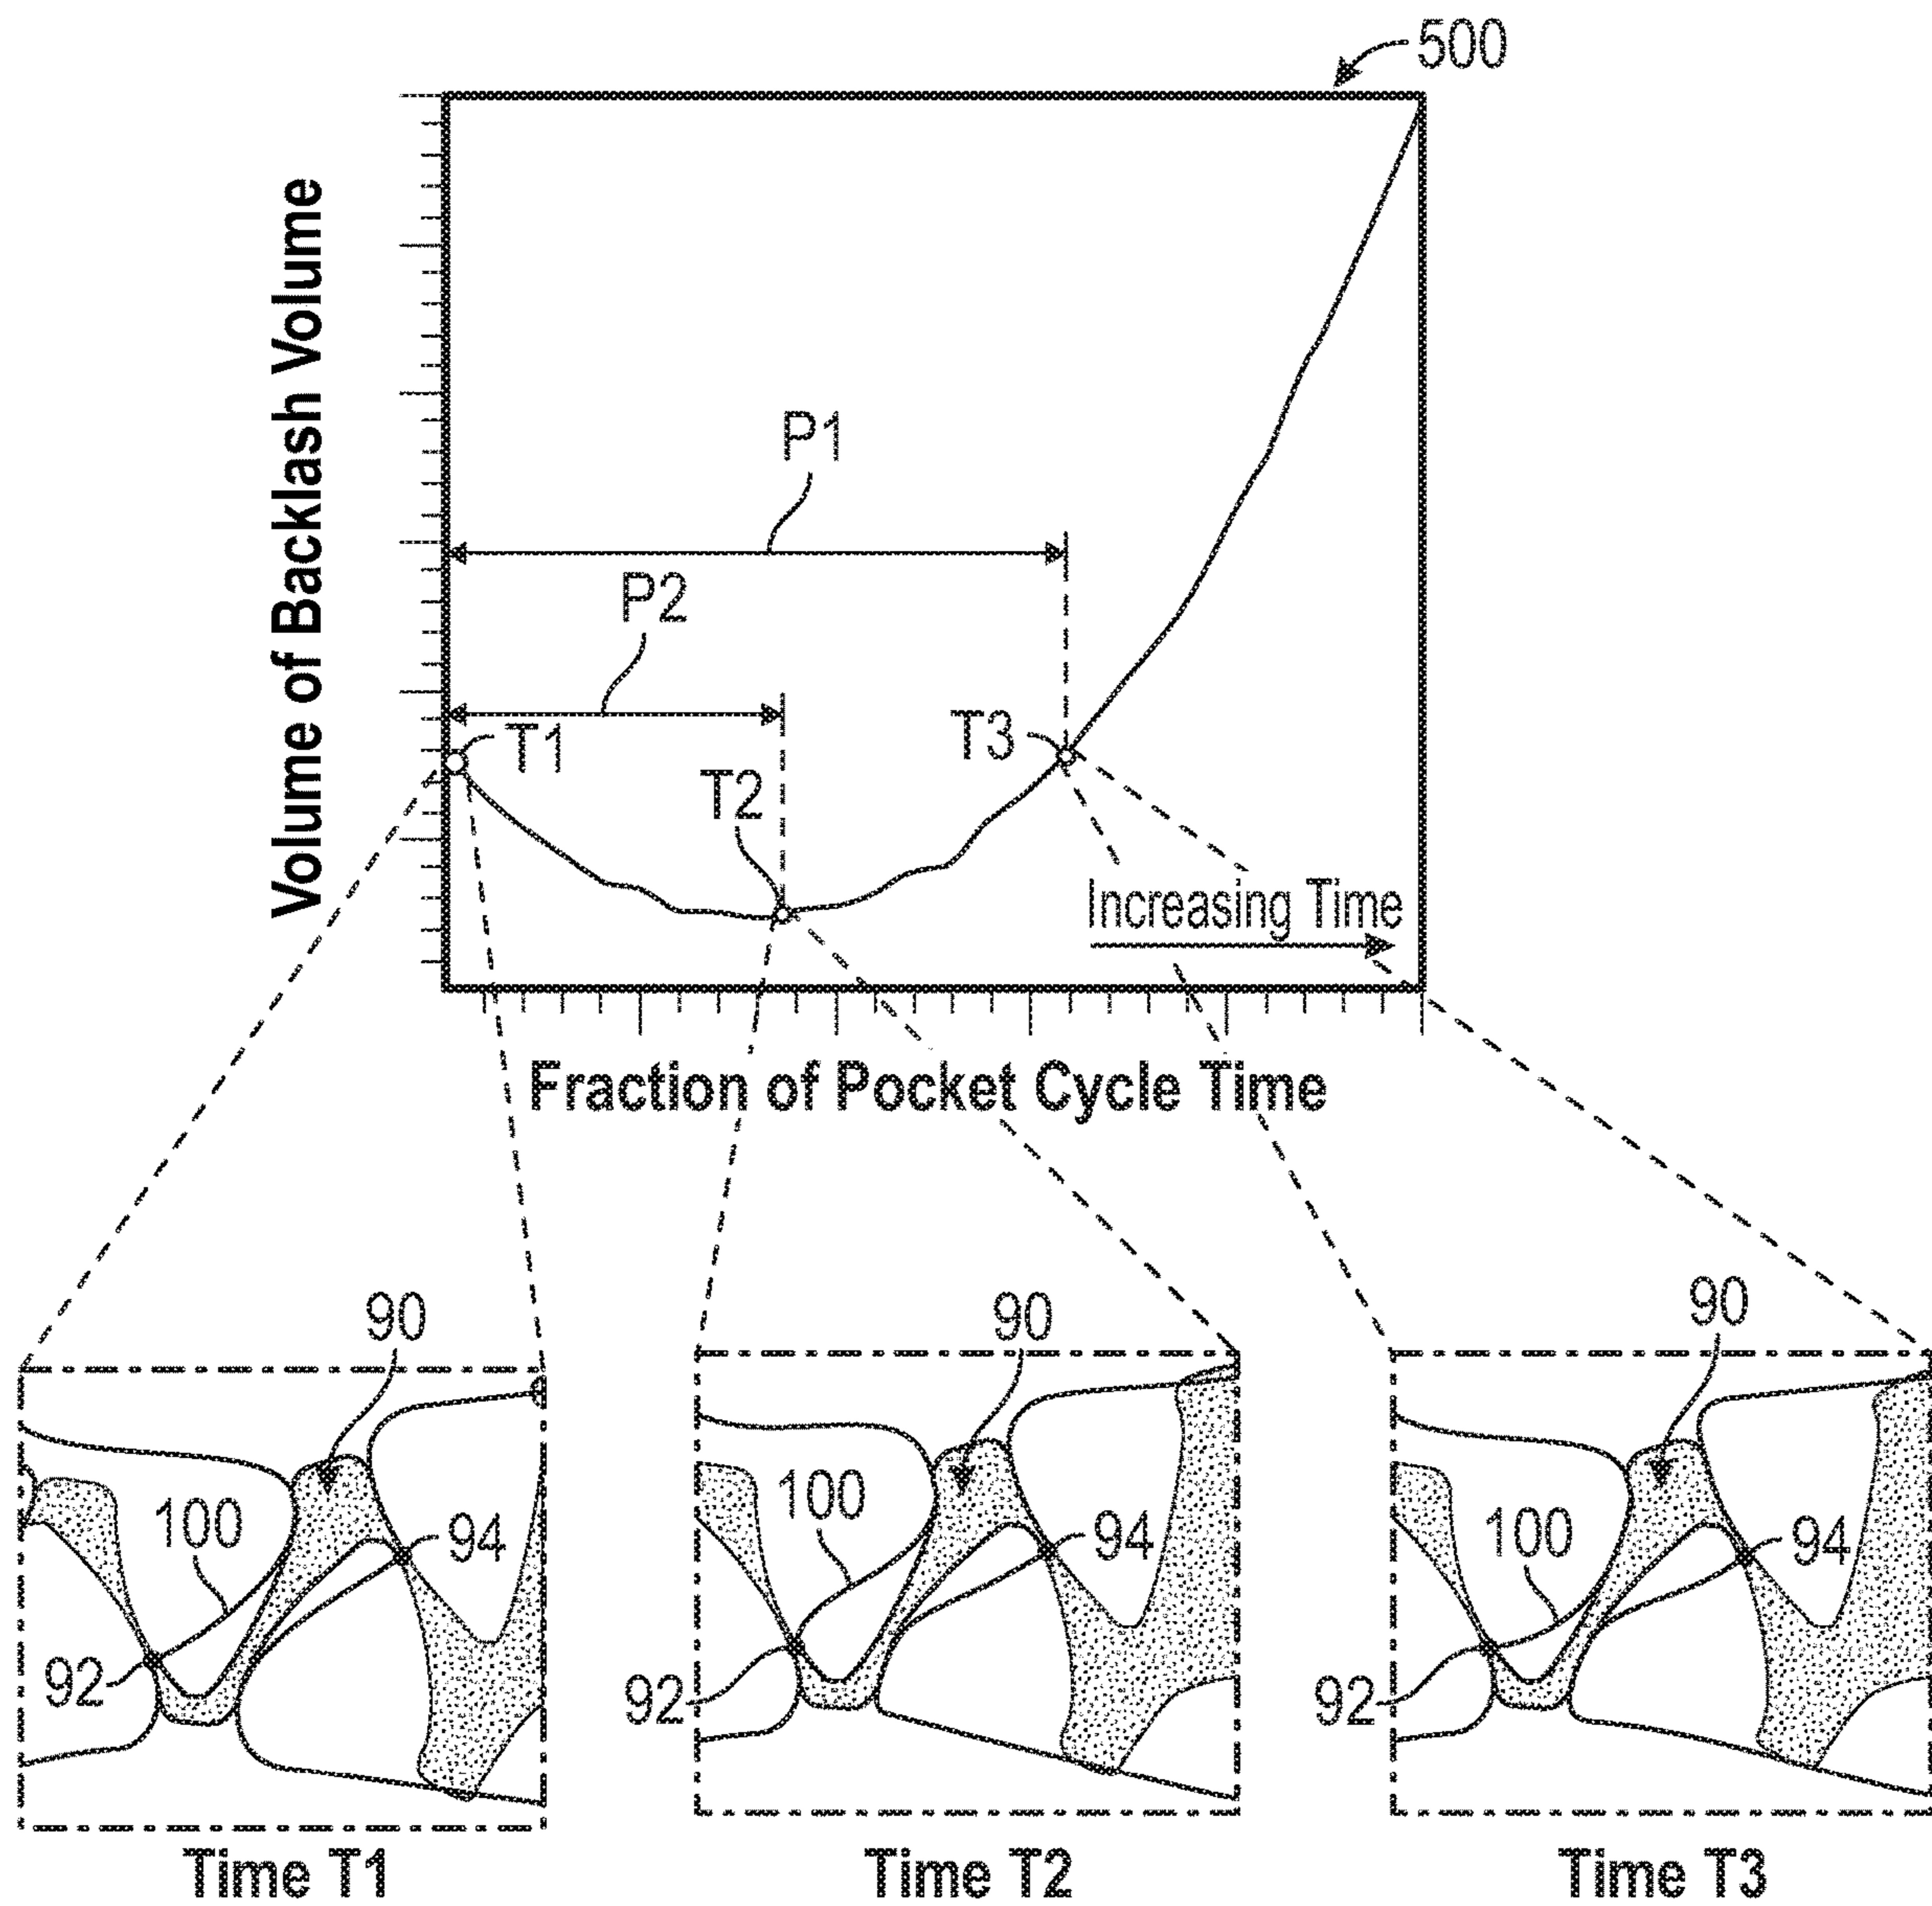 500
Volume of Backlash Volume
P1
P2
T1
T2
T3
Increasing Time
Fraction of Pocket Cycle Time
90
100
94
92
Time T1
90
100
94
92
Time T2
90
100
94
92
Time T3